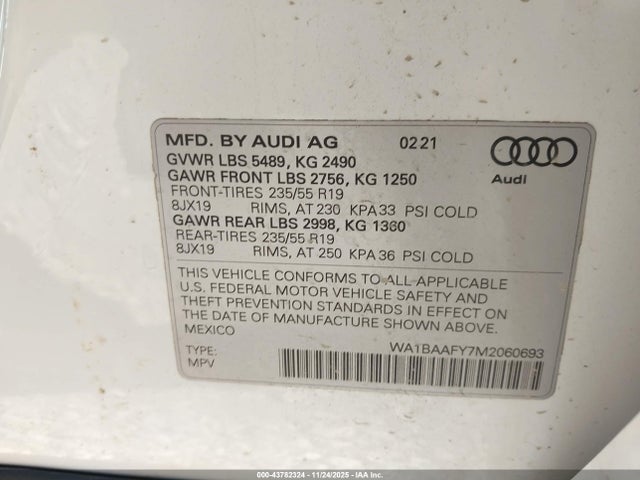 MFD. BY AUDI AG 02 21
GVWR LBS 5489, KG 2490
GAWR FRONT LBS 2756, KG 1250
FRONT-TIRES 235/55 R19
8JX19 RIMS, AT 230 KPA 33 PSI COLD
GAWR REAR LBS 2998, KG 1360
REAR-TIRES 235/55 R19
8JX19 RIMS, AT 250 KPA 36 PSI COLD
Audi
THIS VEHICLE CONFORMS TO ALL APPLICABLE
U.S. FEDERAL MOTOR VEHICLE SAFETY AND
THEFT PREVENTION STANDARDS IN EFFECT ON
THE DATE OF MANUFACTURE SHOWN ABOVE.
MEXICO
TYPE: WA1BAAFY7M2060693
MPV
000-43782324 - 11/24/2025 - IAA Inc.